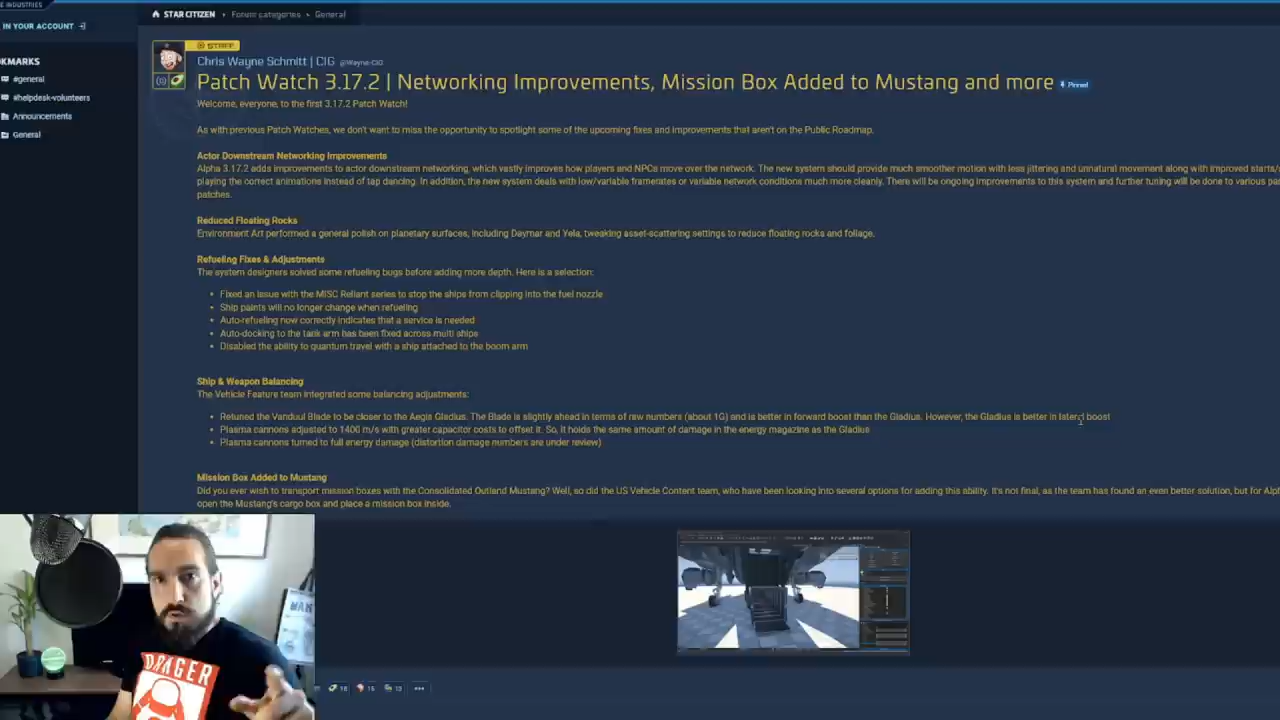 E INDUSTRIES
STAR CITIZEN › Forum categories › General
IN YOUR ACCOUNT
STAFF
KMARKS
Chris Wayne Schmitt | CIG @Wayne-CIG
#general
Patch Watch 3.17.2 | Networking Improvements, Mission Box Added to Mustang and more Pinned
#helpdesk-volunteers
Welcome, everyone, to the first 3.17.2 Patch Watch!
Announcements
General
As with previous Patch Watches, we don't want to miss the opportunity to spotlight some of the upcoming fixes and improvements that aren't on the Public Roadmap.
Actor Downstream Networking Improvements
Alpha 3.17.2 adds improvements to actor downstream networking, which vastly improves how players and NPCs move over the network. The new system should provide much smoother motion with less jittering and unnatural movement along with improved starts/s
playing the correct animations instead of tap dancing. In addition, the new system deals with low/variable framerates or variable network conditions much more cleanly. There will be ongoing improvements to this system and further tuning will be done to various pa
patches.
Reduced Floating Rocks
Environment Art performed a general polish on planetary surfaces, including Daymar and Yela, tweaking asset-scattering settings to reduce floating rocks and foliage.
Refueling Fixes & Adjustments
The system designers solved some refueling bugs before adding more depth. Here is a selection:
• Fixed an issue with the MISC Reliant series to stop the ships from clipping into the fuel nozzle
• Ship paints will no longer change when refueling
• Auto-refueling now correctly indicates that a service is needed
• Auto-docking to the tank arm has been fixed across multi ships
• Disabled the ability to quantum travel with a ship attached to the boom arm
Ship & Weapon Balancing
The Vehicle Feature team integrated some balancing adjustments:
• Retuned the Vanduul Blade to be closer to the Aegis Gladius. The Blade is slightly ahead in terms of raw numbers (about 1G) and is better in forward boost than the Gladius. However, the Gladius is better in lateral boost
• Plasma cannons adjusted to 1400 m/s with greater capacitor costs to offset it. So, it holds the same amount of damage in the energy magazine as the Gladius
• Plasma cannons turned to full energy damage (distortion damage numbers are under review)
Mission Box Added to Mustang
Did you ever wish to transport mission boxes with the Consolidated Outland Mustang? Well, so did the US Vehicle Content team, who have been looking into several options for adding this ability. It's not final, as the team has found an even better solution, but for Alp
open the Mustang's cargo box and place a mission box inside.
DANGER
18
15
13